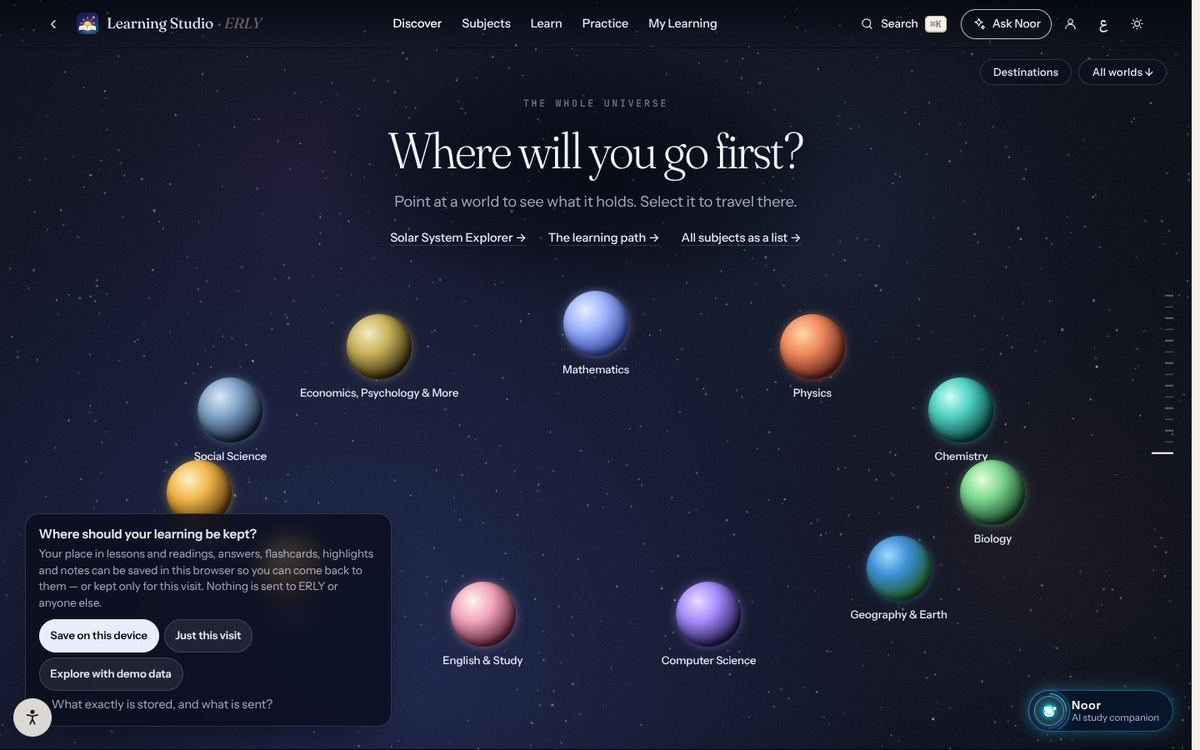 Learning Studio · ERLY
Discover
Subjects
Learn
Practice
My Learning
Search
⌘K
Ask Noor
ع
Destinations
All worlds ↓
THE WHOLE UNIVERSE
Where will you go first?
Point at a world to see what it holds. Select it to travel there.
Solar System Explorer →
The learning path →
All subjects as a list →
Mathematics
Economics, Psychology & More
Physics
Social Science
Chemistry
Biology
Geography & Earth
English & Study
Computer Science
Where should your learning be kept?
Your place in lessons and readings, answers, flashcards, highlights
and notes can be saved in this browser so you can come back to
them — or kept only for this visit. Nothing is sent to ERLY or
anyone else.
Save on this device
Just this visit
Explore with demo data
What exactly is stored, and what is sent?
Noor
AI study companion